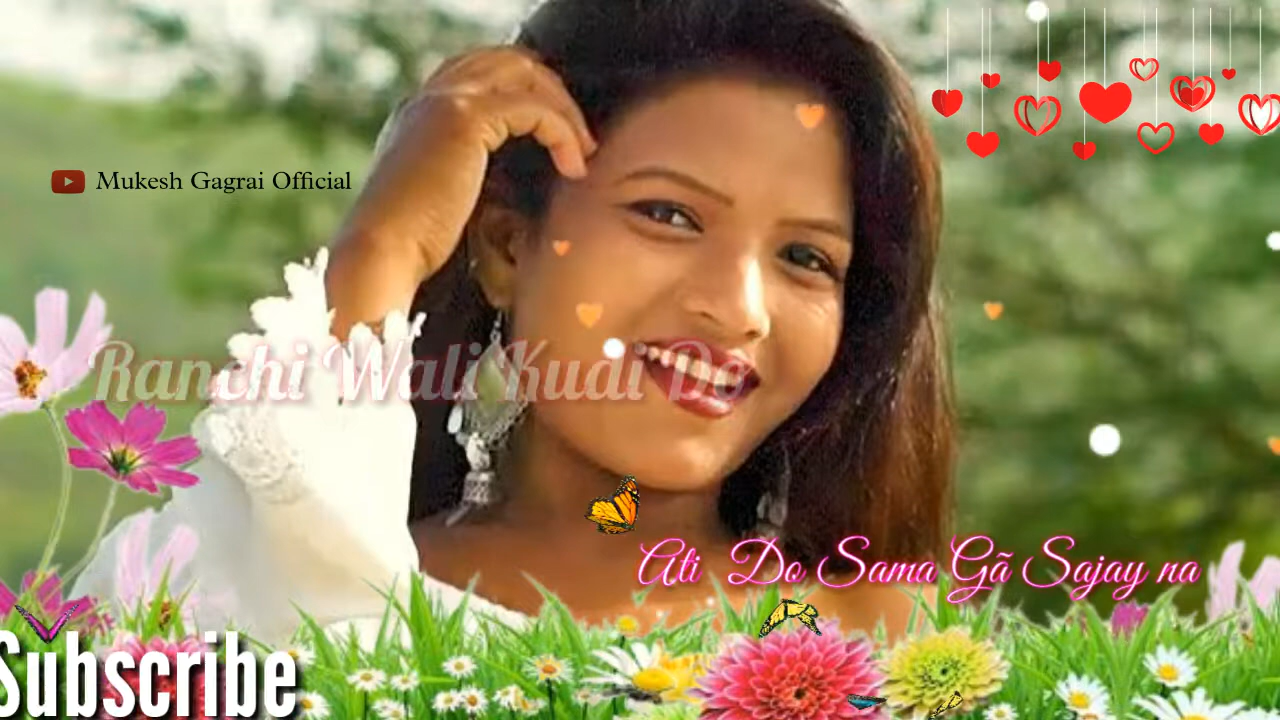 Mukesh Gagrai Official
Ranchi Wali Kudi Do
Ati Do Sama Gã Sajay na
Subscribe